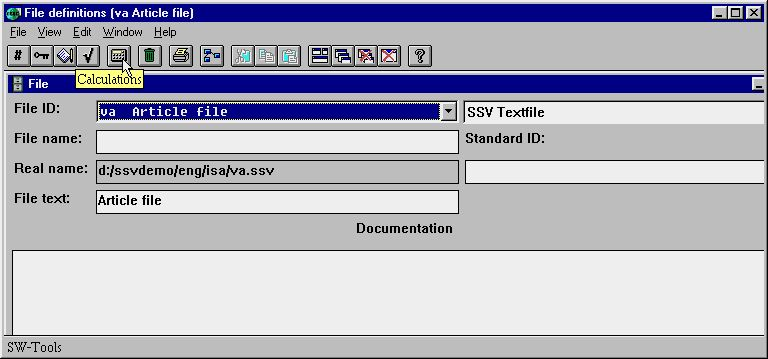 File definitions (va Article file)
File View Edit Window Help
# ?
Calculations
File
File ID: va Article file SSV Textfile
File name: Standard ID:
Real name: d:/ssvdemo/eng/isa/va.ssv
File text: Article file
Documentation
SW-Tools